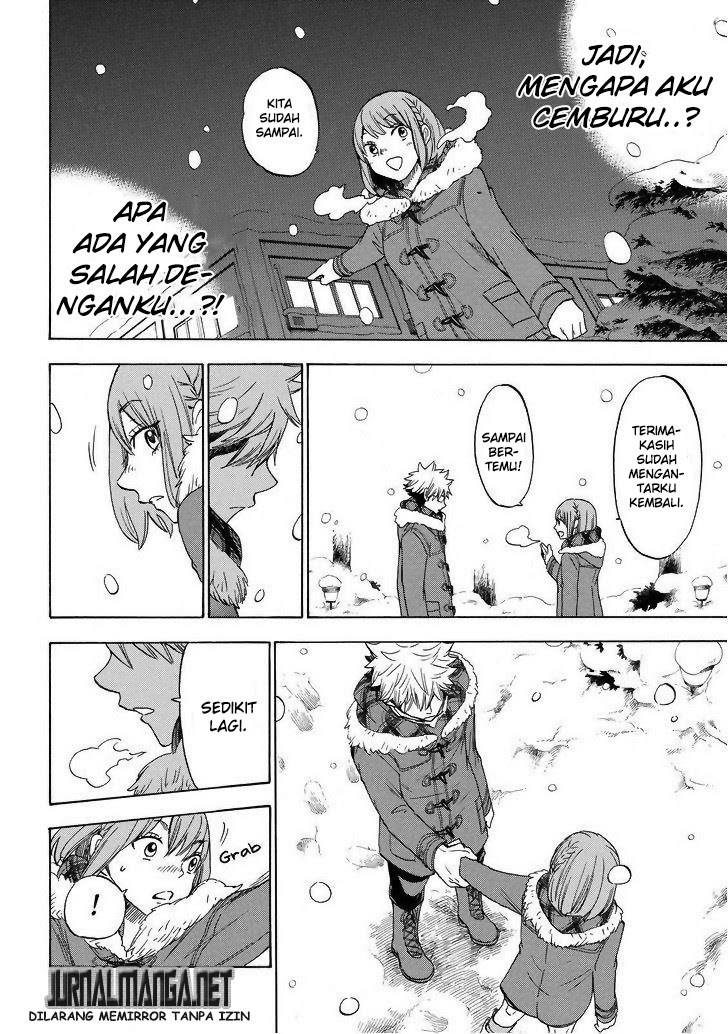 JADI,
MENGAPA AKU
CEMBURU..?
KITA
SUDAH
SAMPAI.
APA
ADA YANG
SALAH DE-
NGANKU...?!
TERIMA-
KASIH SUDAH
MENGAN-
TARKU
KEMBALI.
SAMPAI
BER-
TEMU!
SEDIKIT
LAGI.
Grab
!
JURNALMANGA.NET
DILARANG MEMIRROR TANPA IZIN